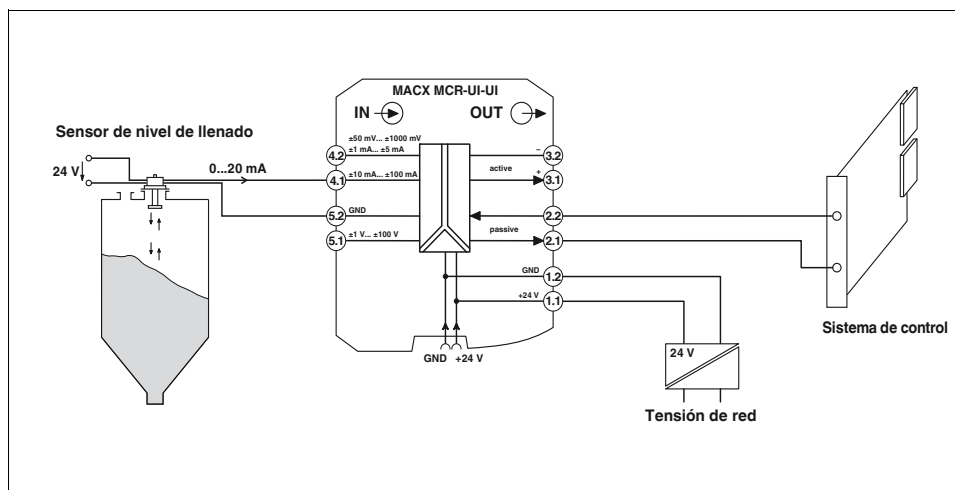 MACX MCR-UI-UI
IN
OUT
Sensor de nivel de llenado
24 V
0...20 mA
±50 mV... ±1000 mV
±1 mA... ±5 mA
4.2
±10 mA... ±100 mA
4.1
GND
5.2
±1 V... ±100 V
5.1
–
3.2
active
+
3.1
2.2
passive
2.1
GND
1.2
+24 V
1.1
GND
+24 V
24 V
Tensión de red
Sistema de control